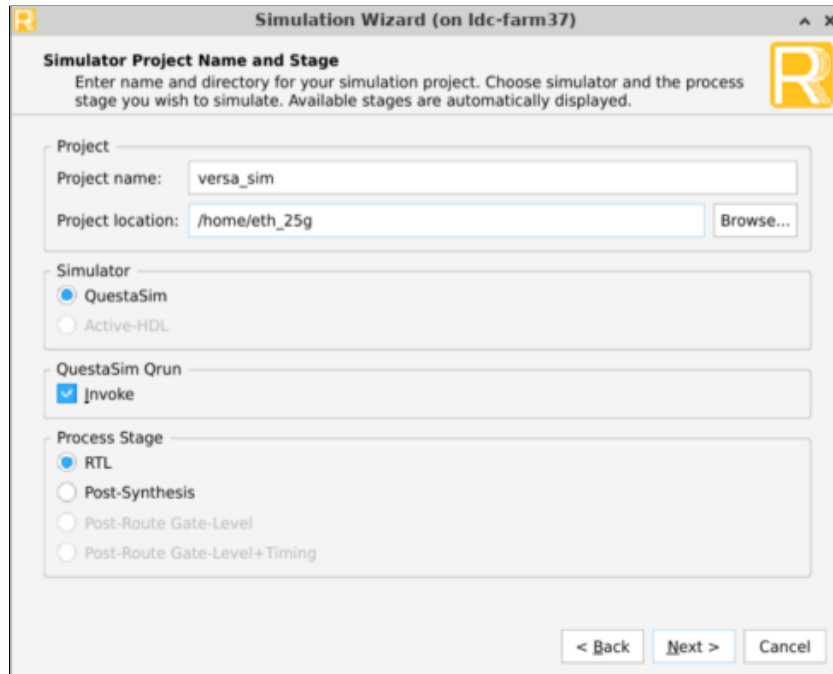 R
Simulation Wizard (on ldc-farm37)
Simulator Project Name and Stage
Enter name and directory for your simulation project. Choose simulator and the process
stage you wish to simulate. Available stages are automatically displayed.
R
Project
Project name: versa_sim
Project location: /home/eth_25g Browse...
Simulator
QuestaSim
Active-HDL
QuestaSim Qrun
Invoke
Process Stage
RTL
Post-Synthesis
Post-Route Gate-Level
Post-Route Gate-Level+Timing
< Back Next > Cancel